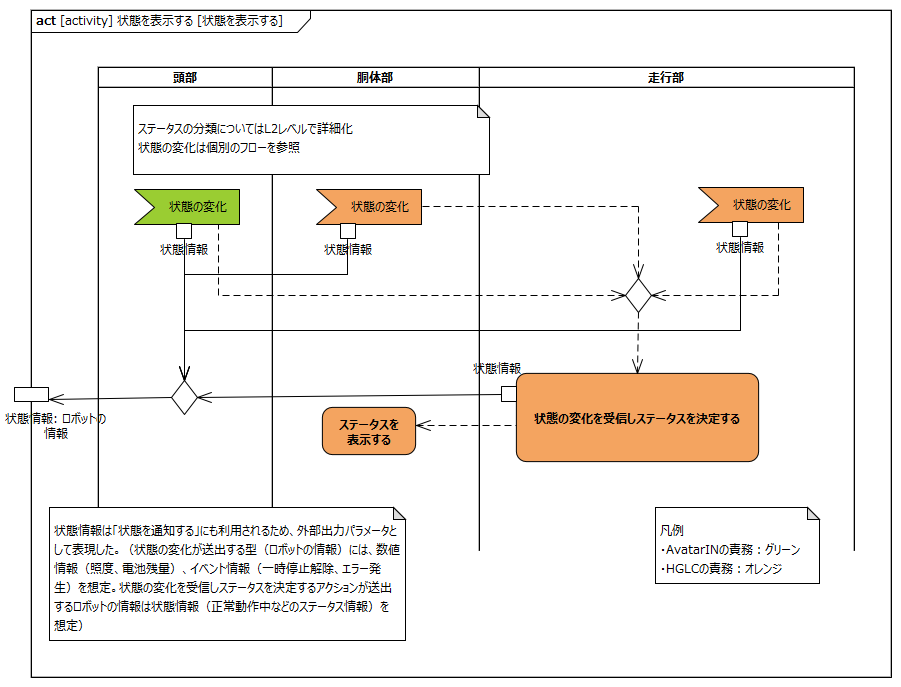 act [activity] 状態を表示する [状態を表示する]
頭部
胴体部
走行部
ステータスの分類についてはL2レベルで詳細化
状態の変化は個別のフローを参照
状態の変化
状態の変化
状態の変化
状態情報
状態情報
状態情報
状態情報
状態情報: ロボットの
情報
ステータスを
表示する
状態の変化を受信しステータスを決定する
状態情報は「状態を通知する」にも利用されるため、外部出力パラメータと
して表現した。（状態の変化が送出する型（ロボットの情報）には、数値
情報（照度、電池残量）、イベント情報（一時停止解除、エラー発
生）を想定。状態の変化を受信しステータスを決定するアクションが送出
するロボットの情報は状態情報（正常動作中などのステータス情報）を
想定）
凡例
・AvatarINの責務：グリーン
・HGLCの責務：オレンジ